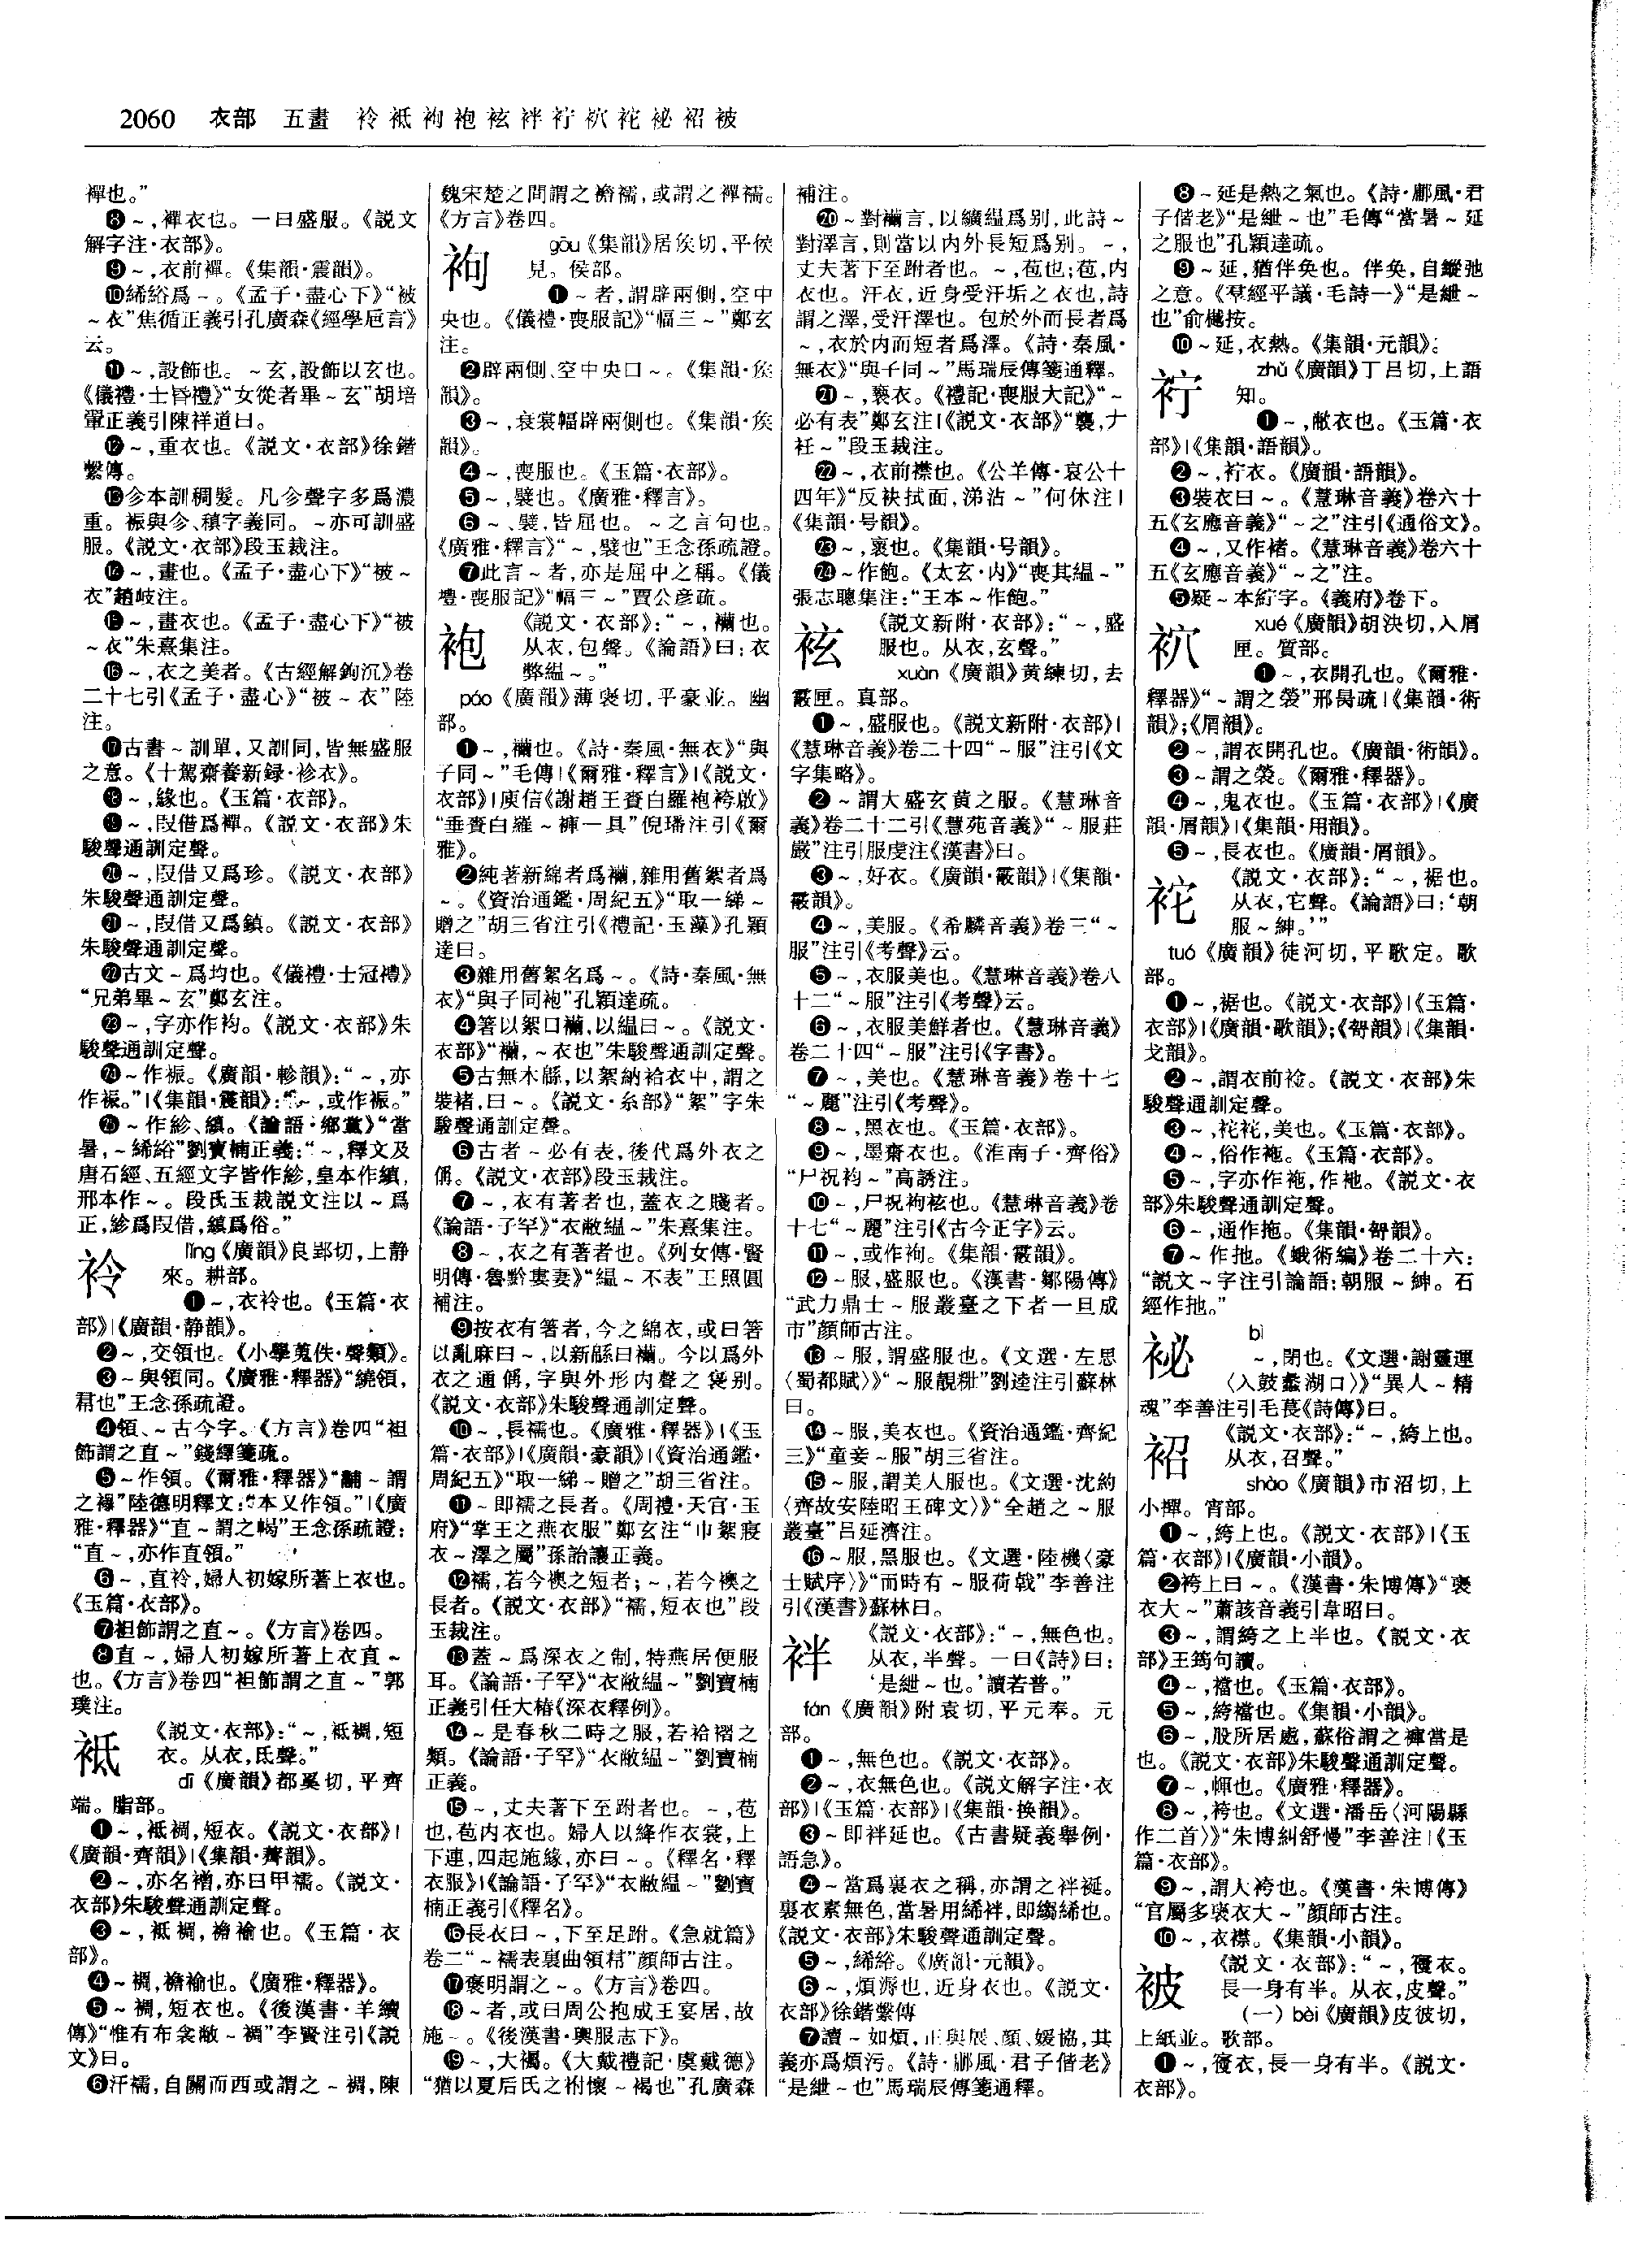 2060 衣部 五畫 衿袛袧袍袨袢衧袕袉祕袑被
襌也。”
❽～,襌衣也。一曰盛服。《説文
解字注·衣部》。
❾～,衣前襌。《集韻·震韻》。
❿絺綌爲～。《孟子·盡心下》“被
～衣”焦循正義引孔廣森《經學卮言》
云。
⓫～,設飾也。～玄,設飾以玄也。
《儀禮·士昏禮》“女從者畢～玄”胡培
翬正義引陳祥道曰。
⓬～,重衣也。《説文·衣部》徐鍇
繫傳。
⓭㐱本訓稠髮。凡㐱聲字多爲濃
重。裖與㐱、稹字義同。～亦可訓盛
服。《説文·衣部》段玉裁注。
⓮～,畫也。《孟子·盡心下》“被～
衣”趙岐注。
⓯～,畫衣也。《孟子·盡心下》“被
～衣”朱熹集注。
⓰～,衣之美者。《古經解鉤沉》卷
二十七引《孟子·盡心》“被～衣”陸
注。
⓱古書～訓單,又訓同,皆無盛服
之意。《十駕齋養新録·袗衣》。
⓲～,緣也。《玉篇·衣部》。
⓳～,叚借爲襌。《説文·衣部》朱
駿聲通訓定聲。
⓴～,叚借又爲珍。《説文·衣部》
朱駿聲通訓定聲。
㉑～,叚借又爲鎮。《説文·衣部》
朱駿聲通訓定聲。
㉒古文～爲均也。《儀禮·士冠禮》
“兄弟畢～玄”鄭玄注。
㉓～,字亦作袀。《説文·衣部》朱
駿聲通訓定聲。
㉔～作裖。《廣韻·軫韻》:“～,亦
作裖。”|《集韻·震韻》:“～,或作裖。”
㉕～作紾、縝。《論語·鄉黨》“當
暑,～絺綌”劉寶楠正義:“～,釋文及
唐石經、五經文字皆作紾,皇本作縝,
邢本作～。段氏玉裁説文注以～爲
正,紾爲叚借,縝爲俗。”
衿
lǐng《廣韻》良郢切,上静
來。耕部。
❶～,衣衿也。《玉篇·衣
部》|《廣韻·静韻》。
❷～,交領也。《小學蒐佚·聲類》。
❸～與領同。《廣雅·釋器》“繞領,
帬也”王念孫疏證。
❹領、～古今字。《方言》卷四“袒
飾謂之直～”錢繹箋疏。
❺～作領。《爾雅·釋器》“黼～謂
之襮”陸德明釋文:“本又作領。”|《廣
雅·釋器》“直～謂之幆”王念孫疏證:
“直～,亦作直領。”
❻～,直衿,婦人初嫁所著上衣也。
《玉篇·衣部》。
❼袒飾謂之直～。《方言》卷四。
❽直～,婦人初嫁所著上衣直～
也。《方言》卷四“袒飾謂之直～”郭
璞注。
袛
《説文·衣部》:“～,袛裯,短
衣。从衣,氐聲。”
dī《廣韻》都奚切,平齊
端。脂部。
❶～,袛裯,短衣。《説文·衣部》|
《廣韻·齊韻》|《集韻·齊韻》。
❷～,亦名襘,亦曰甲襦。《説文·
衣部》朱駿聲通訓定聲。
❸～,袛裯,襜褕也。《玉篇·衣
部》。
❹～裯,襜褕也。《廣雅·釋器》。
❺～裯,短衣也。《後漢書·羊續
傳》“惟有布衾敝～裯”李賢注引《説
文》曰。
❻汗襦,自關而西或謂之～裯,陳
魏宋楚之間謂之襜襦,或謂之襌襦。
《方言》卷四。
袧
gōu《集韻》居侯切,平侯
見。侯部。
❶～者,謂辟兩側,空中
央也。《儀禮·喪服記》“幅三～”鄭玄
注。
❷辟兩側、空中央曰～。《集韻·侯
韻》。
❸～,衰裳幅辟兩側也。《集韻·侯
韻》。
❹～,喪服也。《玉篇·衣部》。
❺～,襞也。《廣雅·釋言》。
❻～、襞,皆屈也。～之言句也。
《廣雅·釋言》“～,襞也”王念孫疏證。
❼此言～者,亦是屈中之稱。《儀
禮·喪服記》“幅三～”賈公彦疏。
袍
《説文·衣部》:“～,襺也。
从衣,包聲。《論語》曰:衣
弊緼～。”
páo《廣韻》薄褒切,平豪並。幽
部。
❶～,襺也。《詩·秦風·無衣》“與
子同～”毛傳|《爾雅·釋言》|《説文·
衣部》|庾信《謝趙王賚白羅袍袴啟》
“垂賚白羅～褲一具”倪璠注引《爾
雅》。
❷純著新綿者爲襺,雜用舊絮者爲
～。《資治通鑑·周紀五》“取一綈～
贈之”胡三省注引《禮記·玉藻》孔穎
達曰。
❸雜用舊絮名爲～。《詩·秦風·無
衣》“與子同袍”孔穎達疏。
❹箸以絮曰襺,以緼曰～。《説文·
衣部》“襺,～衣也”朱駿聲通訓定聲。
❺古無木緜,以絮納袷衣中,謂之
裝褚,曰～。《説文·糸部》“絮”字朱
駿聲通訓定聲。
❻古者～必有表,後代爲外衣之
偁。《説文·衣部》段玉裁注。
❼～,衣有著者也,蓋衣之賤者。
《論語·子罕》“衣敝緼～”朱熹集注。
❽～,衣之有著者也。《列女傳·賢
明傳·魯黔婁妻》“緼～不表”王照圓
補注。
❾按衣有箸者,今之綿衣,或曰箸
以亂麻曰～,以新緜曰襺。今以爲外
衣之通偁,字與外形内聲之袌别。
《説文·衣部》朱駿聲通訓定聲。
❿～,長襦也。《廣雅·釋器》|《玉
篇·衣部》|《廣韻·豪韻》|《資治通鑑·
周紀五》“取一綈～贈之”胡三省注。
⓫～即襦之長者。《周禮·天官·玉
府》“掌王之燕衣服”鄭玄注“巾絮寢
衣～澤之屬”孫詒讓正義。
⓬襦,若今襖之短者;～,若今襖之
長者。《説文·衣部》“襦,短衣也”段
玉裁注。
⓭蓋～爲深衣之制,特燕居便服
耳。《論語·子罕》“衣敝緼～”劉寶楠
正義引任大椿《深衣釋例》。
⓮～是春秋二時之服,若袷褶之
類。《論語·子罕》“衣敝緼～”劉寶楠
正義。
⓯～,丈夫著下至跗者也。～,苞
也,苞内衣也。婦人以絳作衣裳,上
下連,四起施緣,亦曰～。《釋名·釋
衣服》|《論語·子罕》“衣敝緼～”劉寶
楠正義引《釋名》。
⓰長衣曰～,下至足跗。《急就篇》
卷二“～襦表裏曲領帬”顔師古注。
⓱褒明謂之～。《方言》卷四。
⓲～者,或曰周公抱成王宴居,故
施～。《後漢書·輿服志下》。
⓳～,大褐。《大戴禮記·虞戴德》
“猶以夏后氏之袝懷～褐也”孔廣森
補注。
⓴～對襺言,以纊緼爲别,此詩～
對澤言,則當以内外長短爲别。～,
丈夫著下至跗者也。～,苞也;苞,内
衣也。汗衣,近身受汗垢之衣也,詩
謂之澤,受汗澤也。包於外而長者爲
～,衣於内而短者爲澤。《詩·秦風·
無衣》“與子同～”馬瑞辰傳箋通釋。
㉑～,褻衣。《禮記·喪服大記》“～
必有表”鄭玄注|《説文·衣部》“襲,ナ
衽～”段玉裁注。
㉒～,衣前襟也。《公羊傳·哀公十
四年》“反袂拭面,涕沾～”何休注|
《集韻·号韻》。
㉓～,裹也。《集韻·号韻》。
㉔～作飽。《太玄·内》“喪其緼～”
張志聰集注:“王本～作飽。”
袨
《説文新附·衣部》:“～,盛
服也。从衣,玄聲。”
xuàn《廣韻》黄練切,去
霰匣。真部。
❶～,盛服也。《説文新附·衣部》|
《慧琳音義》卷二十四“～服”注引《文
字集略》。
❷～謂大盛玄黄之服。《慧琳音
義》卷二十二引《慧苑音義》“～服莊
嚴”注引服虔注《漢書》曰。
❸～,好衣。《廣韻·霰韻》|《集韻·
霰韻》。
❹～,美服。《希麟音義》卷三“～
服”注引《考聲》云。
❺～,衣服美也。《慧琳音義》卷八
十二“～服”注引《考聲》云。
❻～,衣服美鮮者也。《慧琳音義》
卷二十四“～服”注引《字書》。
❼～,美也。《慧琳音義》卷十七
“～麗”注引《考聲》。
❽～,黑衣也。《玉篇·衣部》。
❾～,墨齋衣也。《淮南子·齊俗》
“尸祝袀～”高誘注。
❿～,尸祝袀袨也。《慧琳音義》卷
十七“～麗”注引《古今正字》云。
⓫～,或作袧。《集韻·霰韻》。
⓬～服,盛服也。《漢書·鄒陽傳》
“武力鼎士～服叢臺之下者一旦成
市”顔師古注。
⓭～服,謂盛服也。《文選·左思
〈蜀都賦〉》“～服靚糚”劉逵注引蘇林
曰。
⓮～服,美衣也。《資治通鑑·齊紀
三》“童妾～服”胡三省注。
⓯～服,謂美人服也。《文選·沈約
〈齊故安陸昭王碑文〉》“全趙之～服
叢臺”吕延濟注。
⓰～服,黑服也。《文選·陸機〈豪
士賦序〉》“而時有～服荷戟”李善注
引《漢書》蘇林曰。
袢
《説文·衣部》:“～,無色也。
从衣,半聲。一曰《詩》曰:
‘是紲～也。’讀若普。”
fán《廣韻》附袁切,平元奉。元
部。
❶～,無色也。《説文·衣部》。
❷～,衣無色也。《説文解字注·衣
部》|《玉篇·衣部》|《集韻·换韻》。
❸～即袢延也。《古書疑義舉例·
語急》。
❹～當爲裏衣之稱,亦謂之袢裷。
裏衣素無色,當暑用絺袢,即縐絺也。
《説文·衣部》朱駿聲通訓定聲。
❺～,絺綌。《廣韻·元韻》。
❻～,煩溽也,近身衣也。《説文·
衣部》徐鍇繫傳
❼讀～如煩,正與展、顔、媛協,其
義亦爲煩污。《詩·鄘風·君子偕老》
“是紲～也”馬瑞辰傳箋通釋。
❽～延是熱之氣也。《詩·鄘風·君
子偕老》“是紲～也”毛傳“當暑～延
之服也”孔穎達疏。
❾～延,猶伴奂也。伴奂,自縱弛
之意。《羣經平議·毛詩一》“是紲～
也”俞樾按。
❿～延,衣熱。《集韻·元韻》。
zhǔ《廣韻》丁吕切,上語
知。
❶～,敝衣也。《玉篇·衣
部》|《集韻·語韻》。
❸裝衣曰～。《慧琳音義》卷六十
五《玄應音義》“～之”注引《通俗文》。
❹～,又作褚。《慧琳音義》卷六十
五《玄應音義》“～之”注。
❺疑～本紵字。《義府》卷下。
袕
xué《廣韻》胡決切,入屑
匣。質部。
❶～,衣開孔也。《爾雅·
釋器》“～謂之褮”邢昺疏|《集韻·術
韻》;《屑韻》。
❷～,謂衣開孔也。《廣韻·術韻》。
❸～謂之褮。《爾雅·釋器》。
❹～,鬼衣也。《玉篇·衣部》|《廣
韻·屑韻》|《集韻·用韻》。
❺～,長衣也。《廣韻·屑韻》。
袉
《説文·衣部》:“～,裾也。
从衣,它聲。《論語》曰:‘朝
服～紳。’”
tuó《廣韻》徒河切,平歌定。歌
部。
❶～,裾也。《説文·衣部》|《玉篇·
衣部》|《廣韻·歌韻》;《哿韻》|《集韻·
戈韻》。
❷～,謂衣前襝。《説文·衣部》朱
駿聲通訓定聲。
❸～,袉袉,美也。《玉篇·衣部》。
❹～,俗作袘。《玉篇·衣部》。
❺～,字亦作袘,作衪。《説文·衣
部》朱駿聲通訓定聲。
❻～,通作拖。《集韻·哿韻》。
❼～作扡。《蛾術編》卷二十六:
“説文～字注引論語:朝服～紳。石
經作扡。”
bì
～,閉也。《文選·謝靈運
〈入彭蠡湖口〉》“異人～精
魂”李善注引毛萇《詩傳》曰。
袑
《説文·衣部》:“～,絝上也。
从衣,召聲。”
shào《廣韻》市沼切,上
小禪。宵部。
❶～,絝上也。《説文·衣部》|《玉
篇·衣部》|《廣韻·小韻》。
❷袴上曰～。《漢書·朱博傳》“褒
衣大～”蕭該音義引韋昭曰。
❸～,謂絝之上半也。《説文·衣
部》王筠句讀。
❹～,襠也。《玉篇·衣部》。
❺～,絝襠也。《集韻·小韻》。
❻～,股所居處,蘇俗謂之褲當是
也。《説文·衣部》朱駿聲通訓定聲。
❼～,㡓也。《廣雅·釋器》。
❽～,袴也。《文選·潘岳〈河陽縣
作二首〉》“朱博糾舒慢”李善注|《玉
篇·衣部》。
❾～,謂大袴也。《漢書·朱博傳》
“官屬多褒衣大～”顔師古注。
❿～,衣襟。《集韻·小韻》。
被
《説文·衣部》:“～,寢衣。
長一身有半。从衣,皮聲。”
(一) bèi《廣韻》皮彼切,
上紙並。歌部。
❶～,寢衣,長一身有半。《説文·
衣部》。